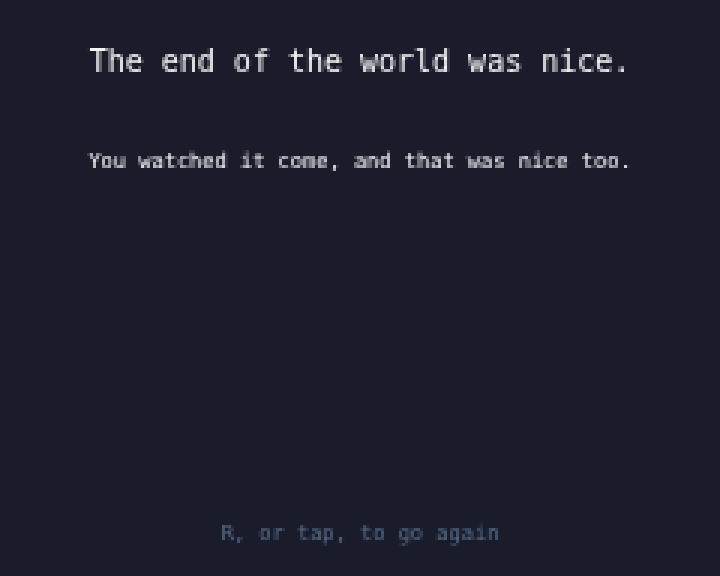 The end of the world was nice.
You watched it come, and that was nice too.
R, or tap, to go again